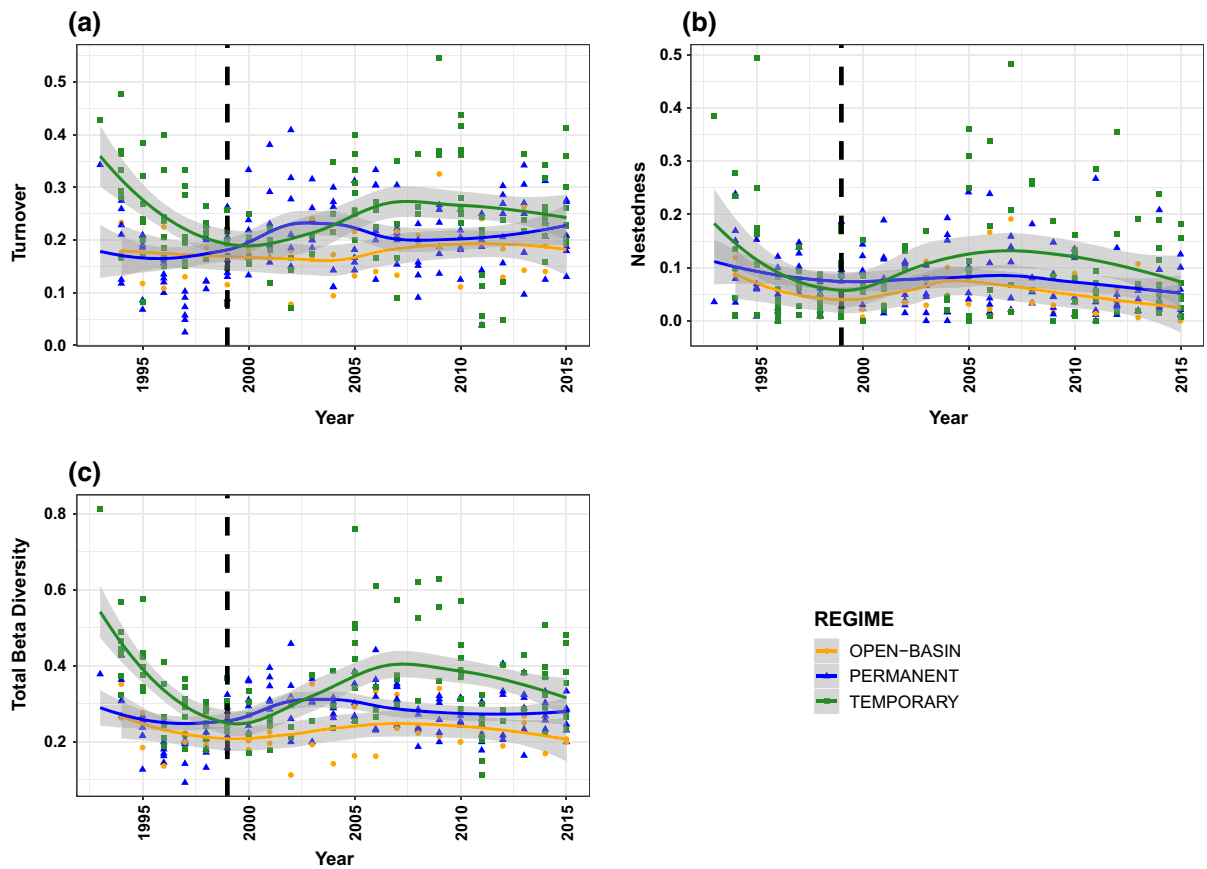 (a)
0.5
0.4
0.3
0.2
0.1
0.0
Turnover
1995
2000
2005
2010
2015
Year
(b)
0.5
0.4
0.3
0.2
0.1
0.0
Nestedness
1995
2000
2005
2010
2015
Year
(c)
0.8
0.6
0.4
0.2
Total Beta Diversity
1995
2000
2005
2010
2015
Year
REGIME
OPEN−BASIN
PERMANENT
TEMPORARY